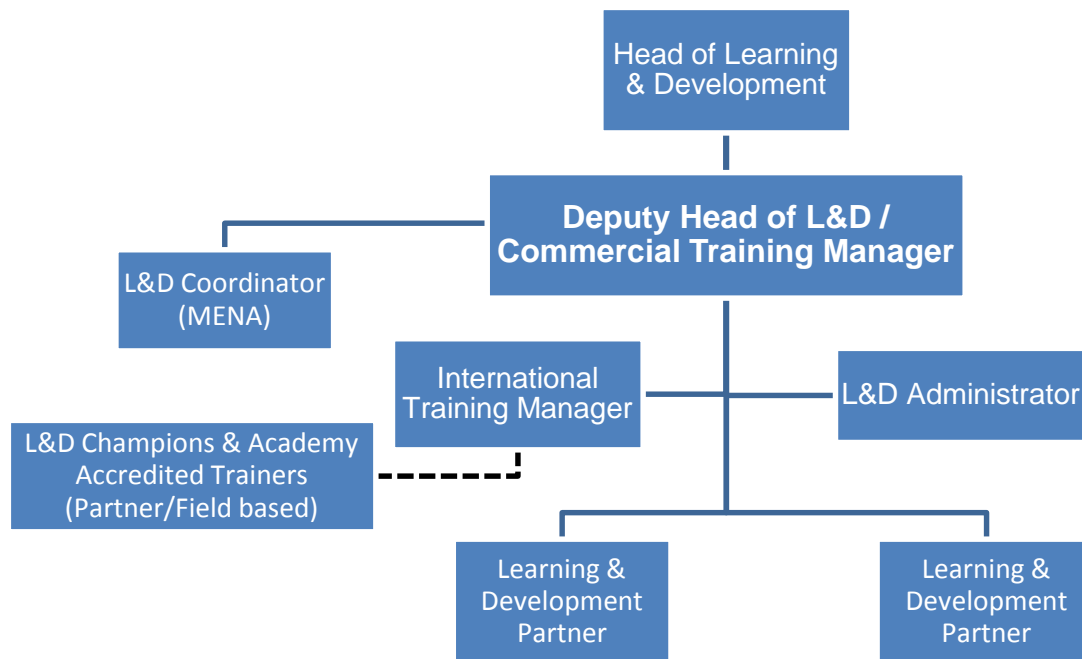 Head of Learning
& Development
Deputy Head of L&D /
Commercial Training Manager
L&D Coordinator
(MENA)
International
Training Manager
L&D Administrator
L&D Champions & Academy
Accredited Trainers
(Partner/Field based)
Learning &
Development
Partner
Learning &
Development
Partner